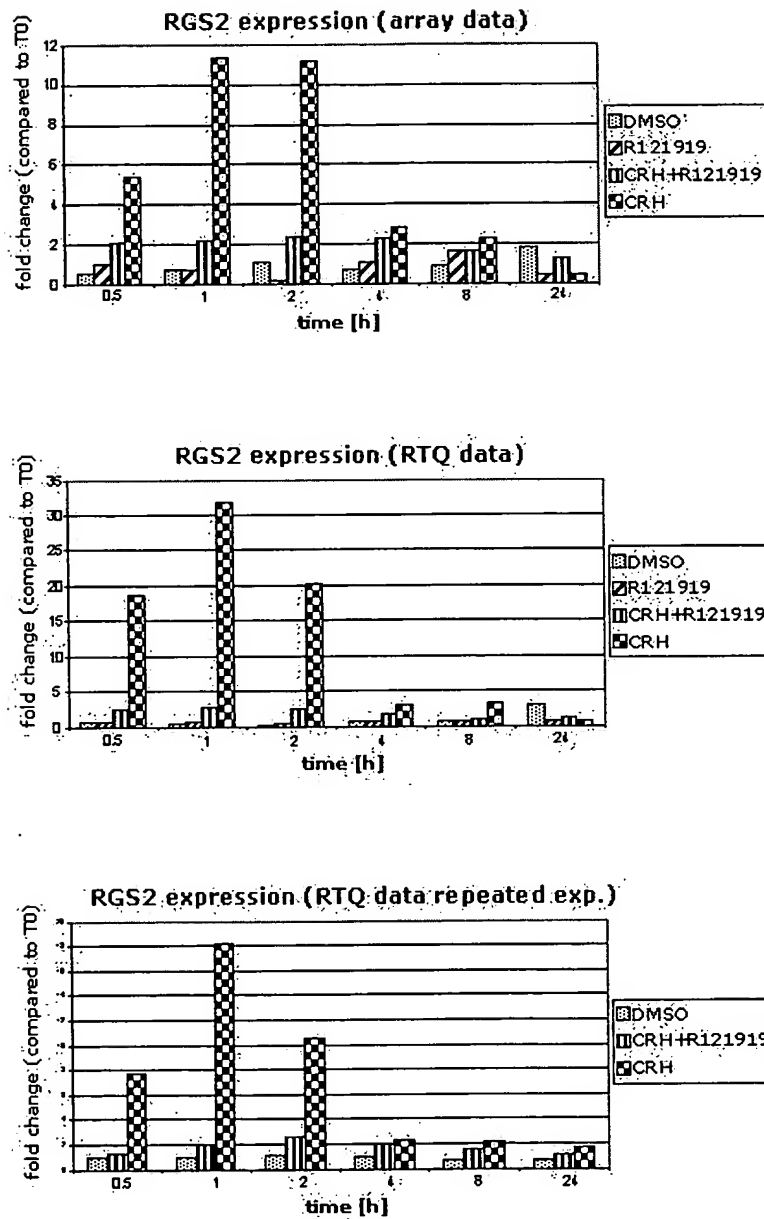 RGS2 expression (array data)
fold change (compared to T0)
12
10
8
6
4
2
0
0.5 1 2 4 8 24
time [h]
DMSO
R121919
CRH+R121919
CRH
RGS2 expression (RTQ data)
fold change (compared to T0)
35
30
25
20
15
10
5
0
0.5 1 2 4 8 24
time [h]
DMSO
R121919
CRH+R121919
CRH
RGS2 expression (RTQ data repeated exp.)
fold change (compared to T0)
0.5 1 2 4 8 24
time [h]
DMSO
CRH+R121919
CRH